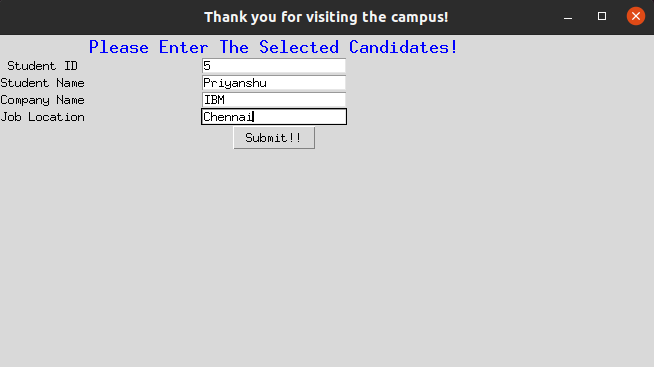 Thank you for visiting the campus!
Please Enter The Selected Candidates!
Student ID 5
Student Name Priyanshu
Company Name IBM
Job Location Chennai
Submit!!